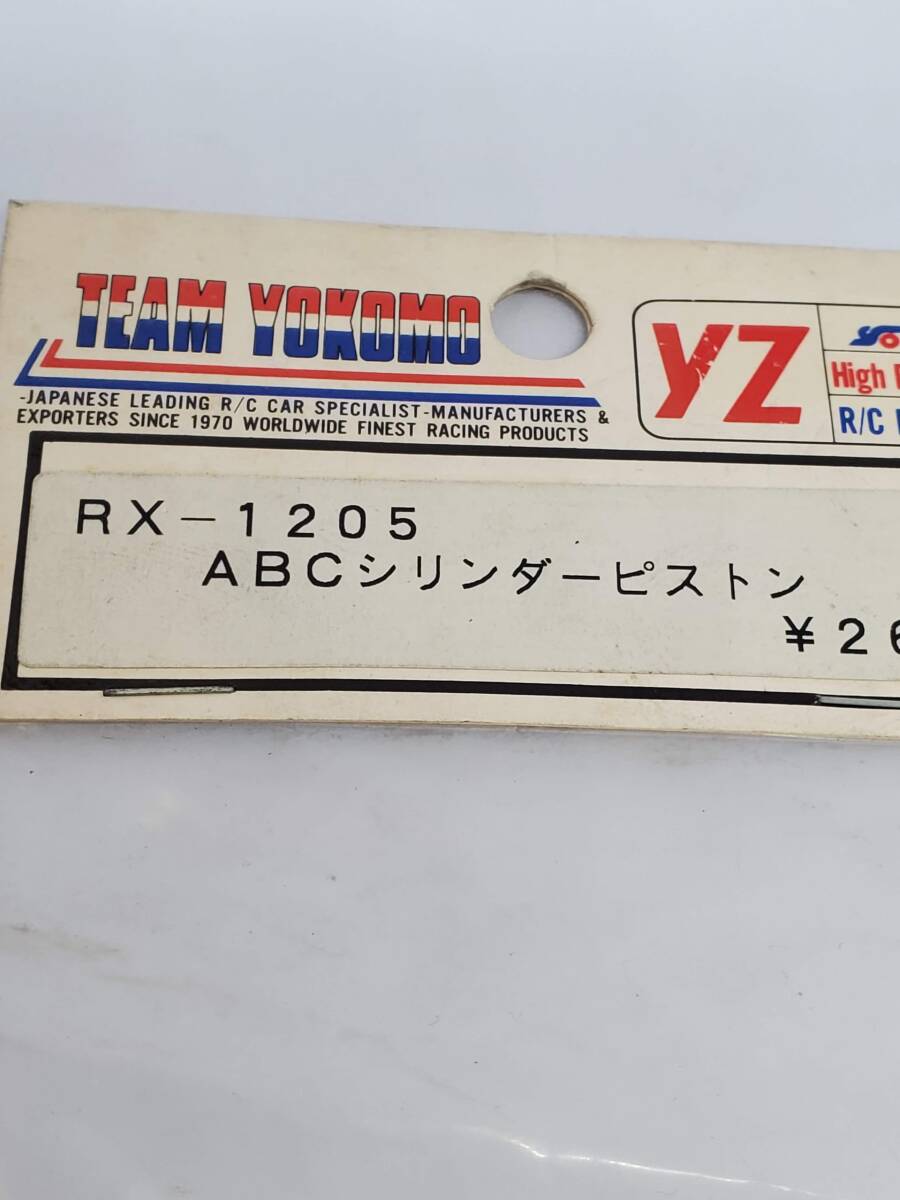 TEAM YOKOMO
-JAPANESE LEADING R/C CAR SPECIALIST-MANUFACTURERS &
EXPORTERS SINCE 1970 WORLDWIDE FINEST RACING PRODUCTS
YZ
High
R/C
RX-1205
ABCシリンダーピストン
¥26